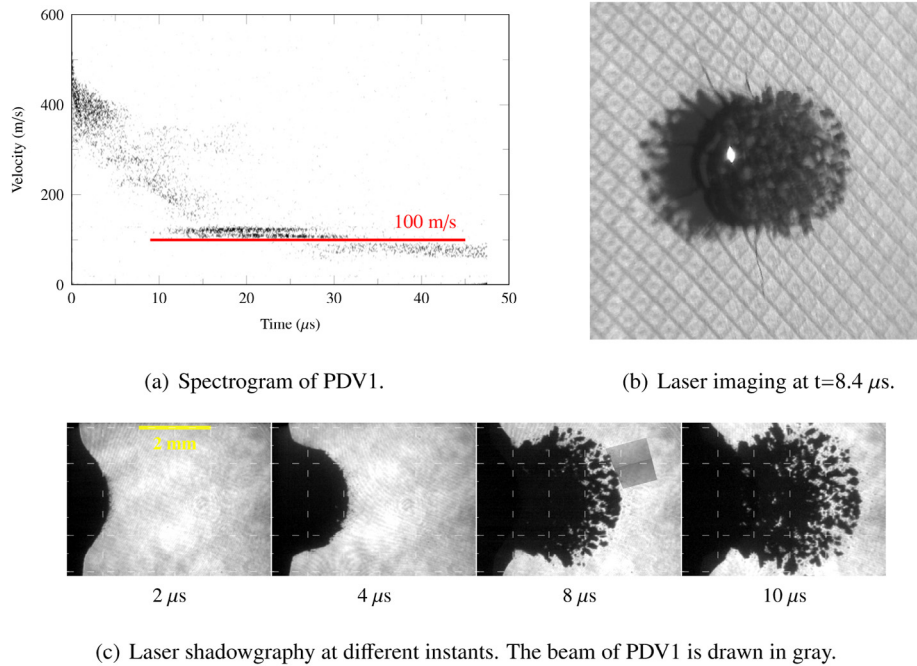 600
400
200
0
Velocity (m/s)
100 m/s
0 10 20 30 40 50
Time (μs)
(a) Spectrogram of PDV1.
(b) Laser imaging at t=8.4 μs.
2 mm
2 μs 4 μs 8 μs 10 μs
(c) Laser shadowgraphy at different instants. The beam of PDV1 is drawn in gray.